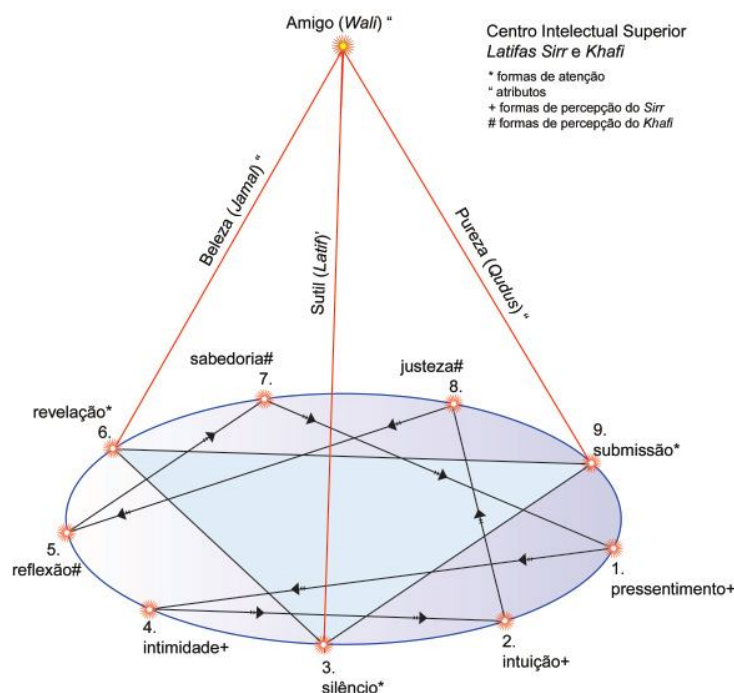 Amigo (Wali) “
Centro Intelectual Superior
Latifas Sirr e Khafi
* formas de atenção
“ atributos
+ formas de percepção do Sirr
# formas de percepção do Khafi
Beleza (Jamal) “
Sutil (Latif)’
Pureza (Qudus) “
sabedoria#
7.
justeza#
8.
revelação*
6.
9.
submissão*
5.
reflexão#
1.
pressentimento+
4.
intimidade+
2.
intuição+
3.
silêncio*